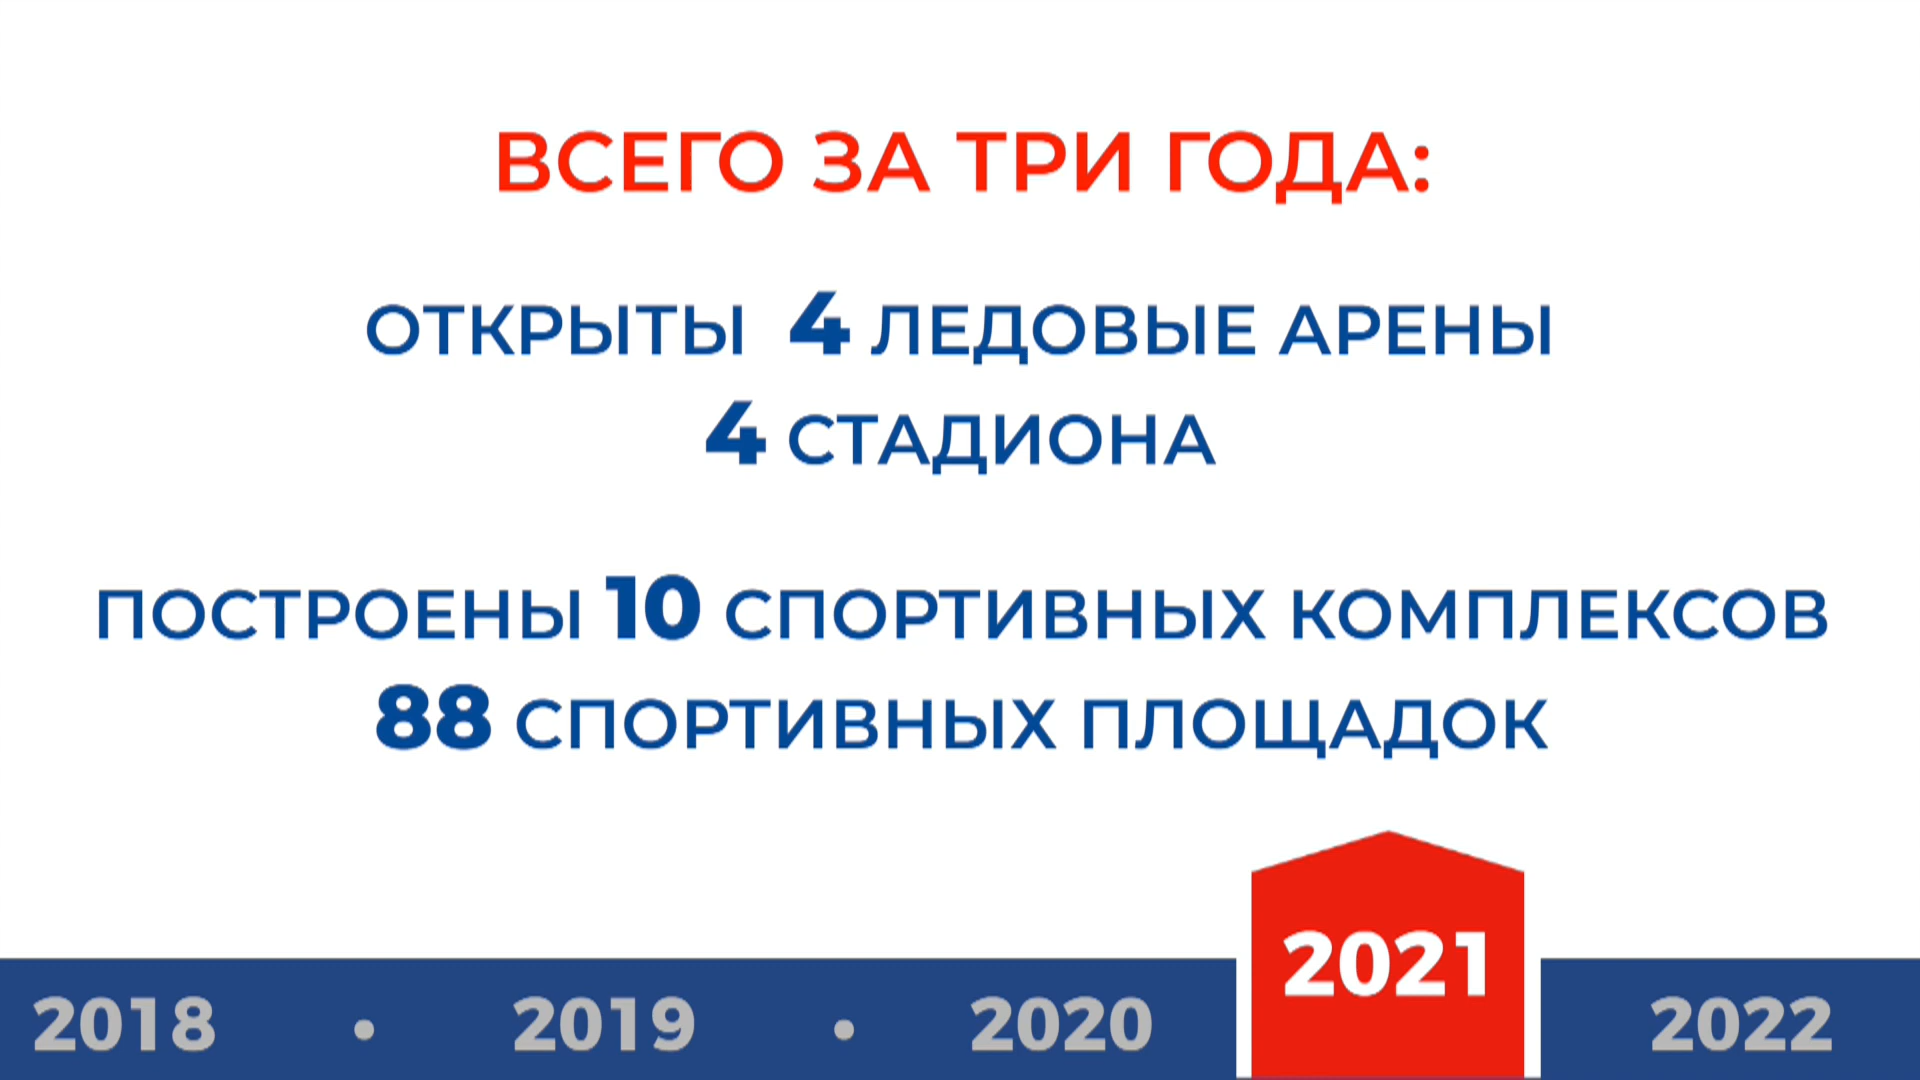 ВСЕГО ЗА ТРИ ГОДА:
ОТКРЫТЫ 4 ЛЕДОВЫЕ АРЕНЫ
4 СТАДИОНА
ПОСТРОЕНЫ 10 СПОРТИВНЫХ КОМПЛЕКСОВ
88 СПОРТИВНЫХ ПЛОЩАДОК
2018 • 2019 • 2020 2021 2022